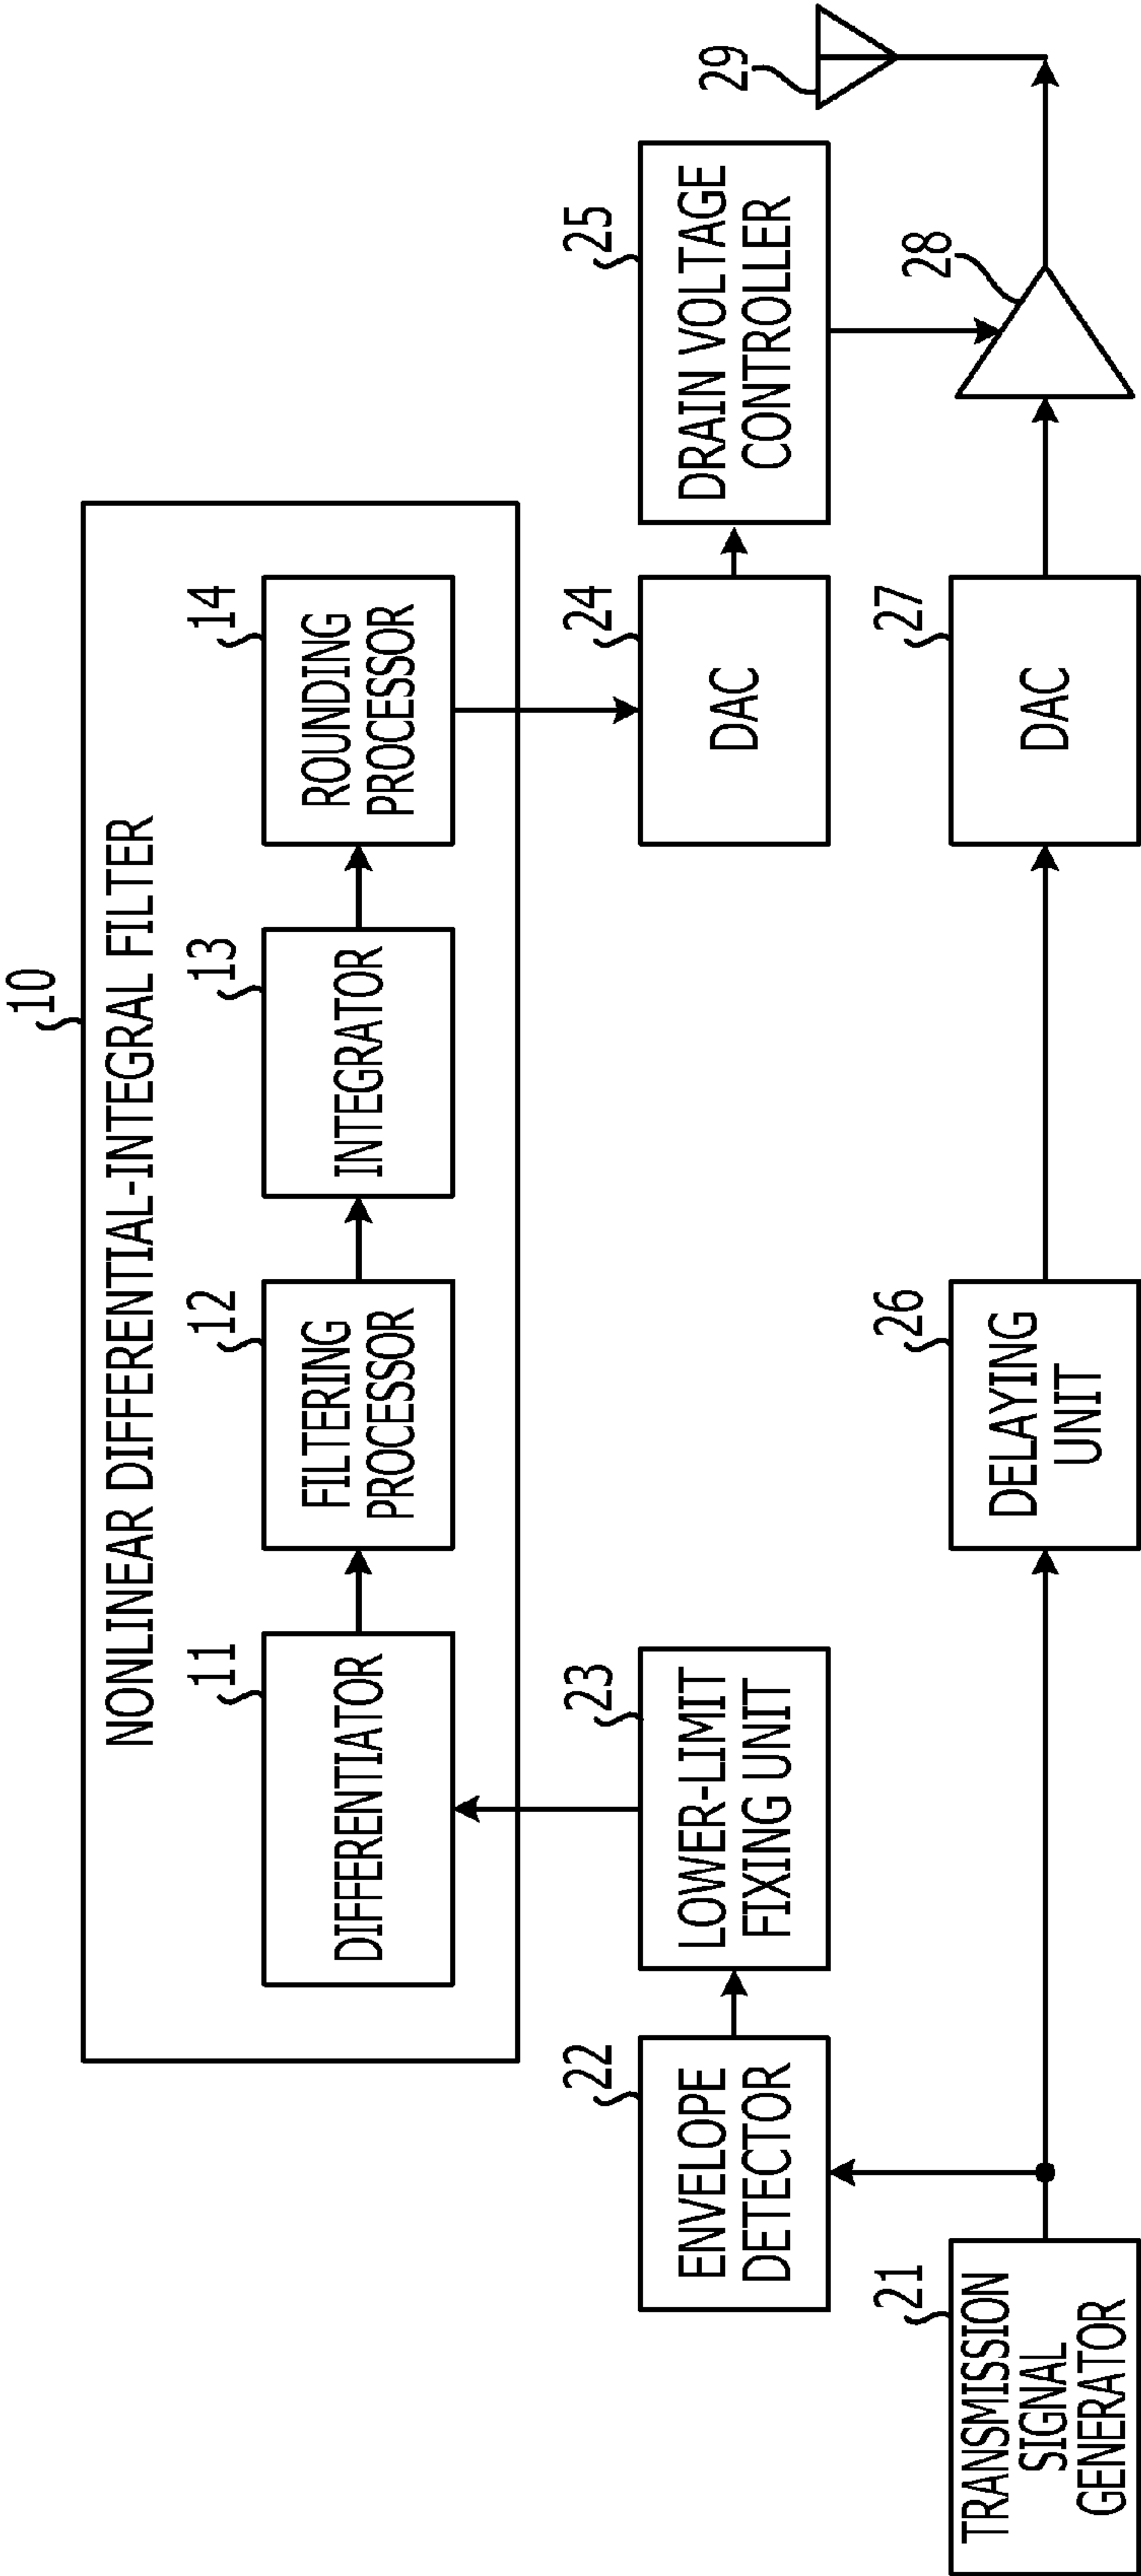 10
NONLINEAR DIFFERENTIAL-INTEGRAL FILTER
11
DIFFERENTIATOR
12
FILTERING
PROCESSOR
13
INTEGRATOR
14
ROUNDING
PROCESSOR
22
ENVELOPE
DETECTOR
23
LOWER-LIMIT
FIXING UNIT
24
DAC
25
DRAIN VOLTAGE
CONTROLLER
29
21
TRANSMISSION
SIGNAL
GENERATOR
26
DELAYING
UNIT
27
DAC
28